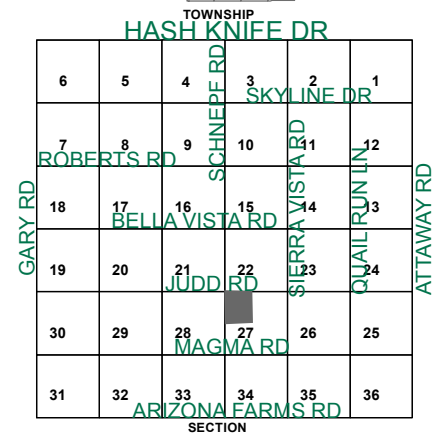 TOWNSHIP
HASH KNIFE DR
6 5 4 3 2 1
SKYLINE DR
SCHNEPF RD
7 8 9 10 11 12
ROBERTS RD
SIERRA VISTA RD
QUAIL RUN LN
GARY RD
ATTAWAY RD
18 17 16 15 14 13
BELLA VISTA RD
19 20 21 22 23 24
JUDD RD
30 29 28 27 26 25
MAGMA RD
31 32 33 34 35 36
ARIZONA FARMS RD
SECTION